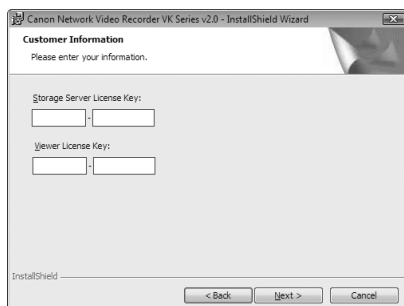 Canon Network Video Recorder VK Series v2.0 - InstallShield Wizard
Customer Information
Please enter your information.
Storage Server License Key:
-
Viewer License Key:
-
InstallShield
< Back
Next >
Cancel